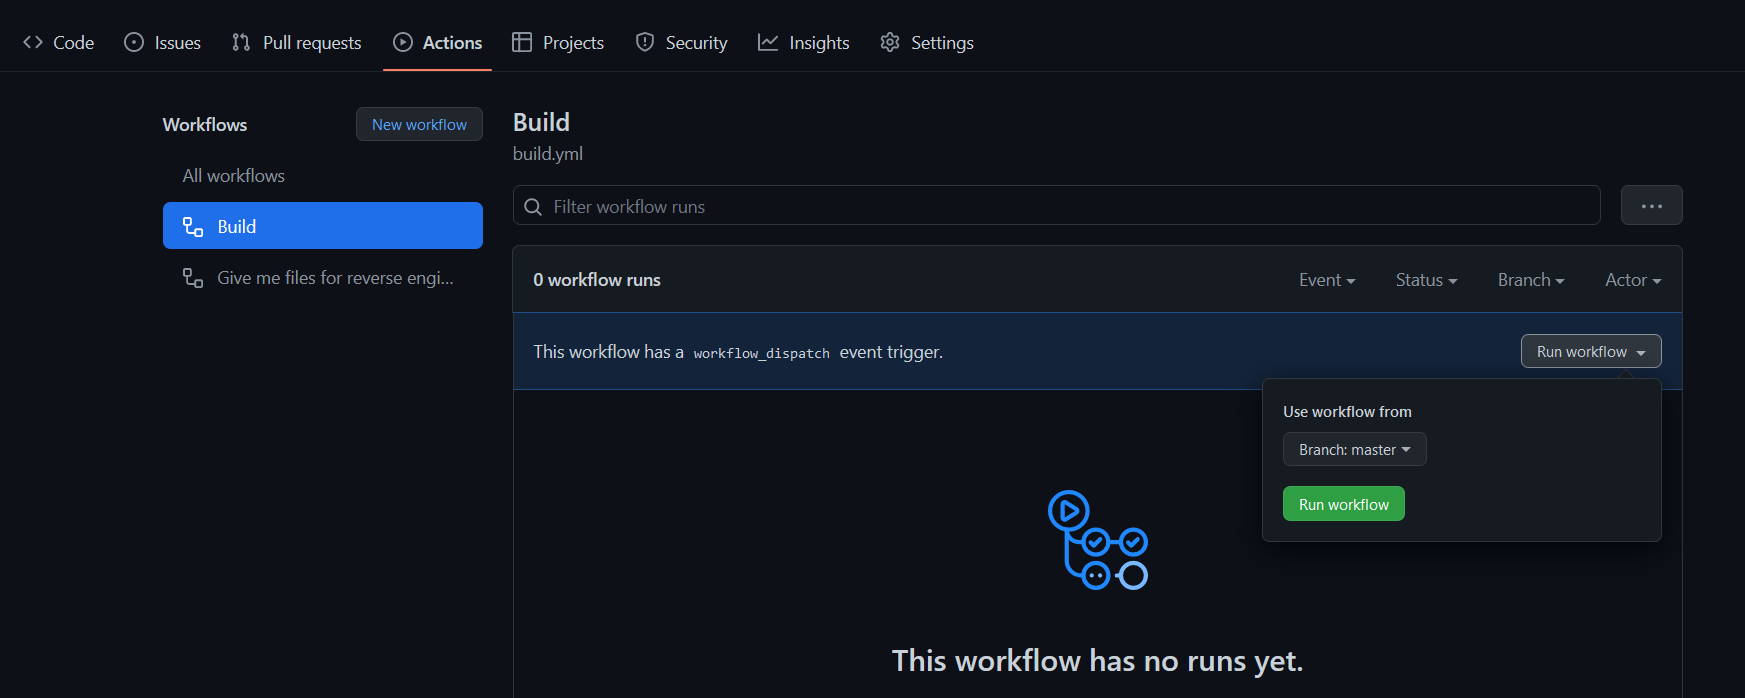 Code Issues Pull requests Actions Projects Security Insights Settings
Workflows
New workflow
All workflows
Build
Give me files for reverse engi...
Build
build.yml
Filter workflow runs
0 workflow runs
Event Status Branch Actor
This workflow has a workflow_dispatch event trigger.
Run workflow
Use workflow from
Branch: master
Run workflow
This workflow has no runs yet.